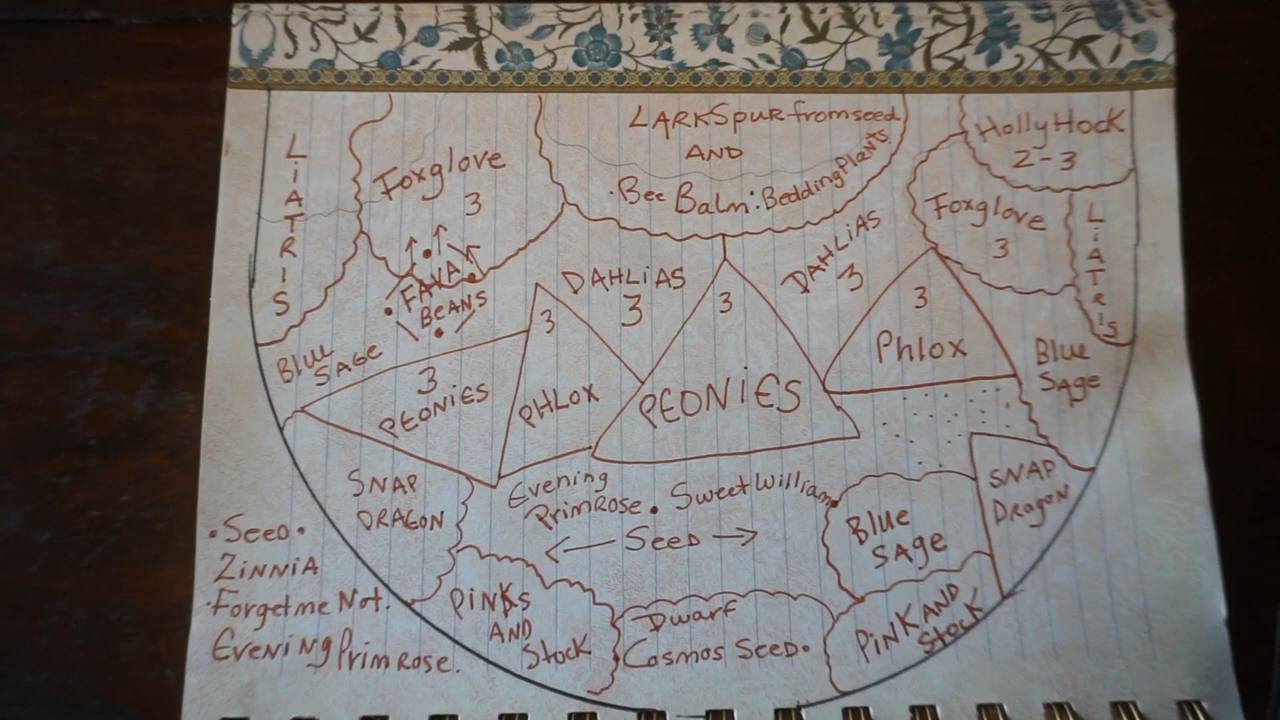 LARKSpuR from seed
AND
·Bee Balm: Bedding Plants
HollyHock
2-3
LiATRiS
Foxglove
3
Foxglove
3
LiATRiS
FAVA
BeANS
DAHLiAS
3
DAHLiAS
3
3
PHLOX
3
PEONiES
3
Phlox
Blue
SAGe
3
PEONiES
Blue
SAge
SNAP
DRAGON
Evening
PrimRose. Sweet William
← Seed →
Blue
SAge
SNAP
DRagon
·Seed·
ZiNNiA
·Forget me Not.
EveniNg Prim Rose.
PiNKs
AND
Stock
Dwarf
Cosmos Seed.
PiNK AND
Stock